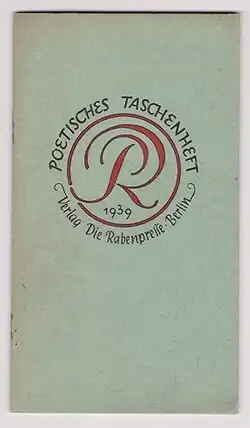 POETISCHES TASCHENHEFT
R
1939
Verlag Die Rabenpresse · Berlin